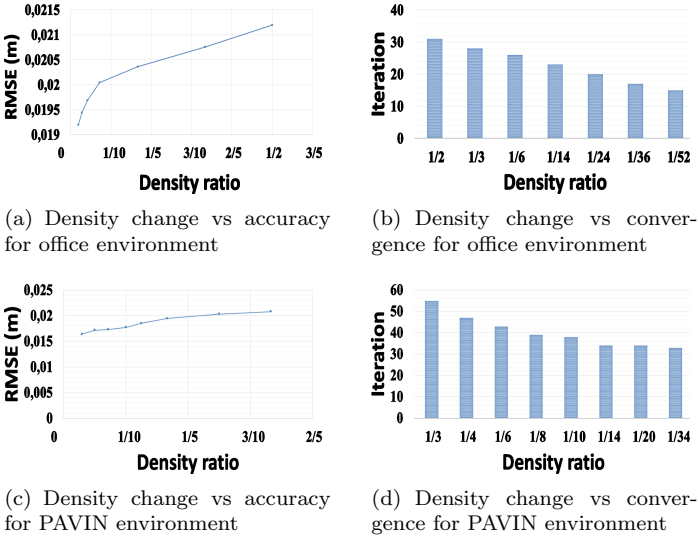 0,0215
0,021
0,0205
0,02
0,0195
0,019
RMSE (m)
0 1/10 1/5 3/10 2/5 1/2 3/5
Density ratio
40
30
20
10
0
Iteration
1/2 1/3 1/6 1/14 1/24 1/36 1/52
Density ratio
(a) Density change vs accuracy
for office environment
(b) Density change vs conver-
gence for office environment
0,025
0,02
0,015
0,01
0,005
0
RMSE (m)
0 1/10 1/5 3/10 2/5
Density ratio
60
50
40
30
20
10
0
Iteration
1/3 1/4 1/6 1/8 1/10 1/14 1/20 1/34
Density ratio
(c) Density change vs accuracy
for PAVIN environment
(d) Density change vs conver-
gence for PAVIN environment